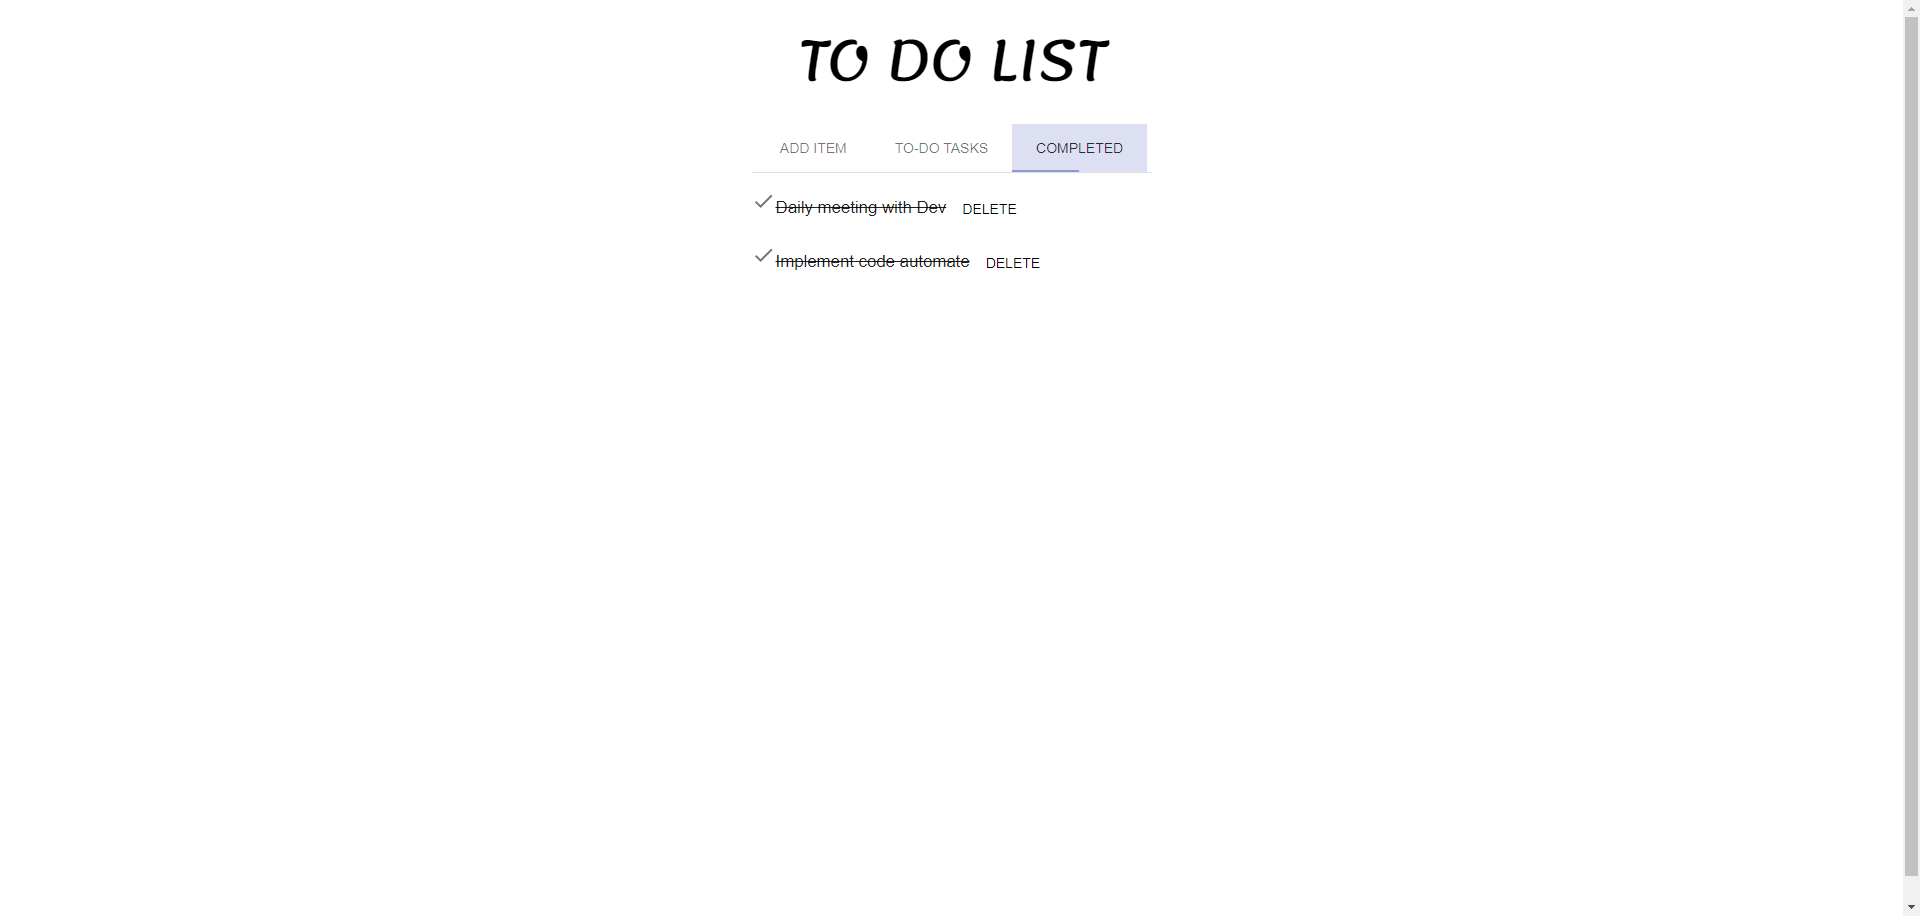 TO DO LIST
ADD ITEM TO-DO TASKS COMPLETED
Daily meeting with Dev DELETE
Implement code automate DELETE